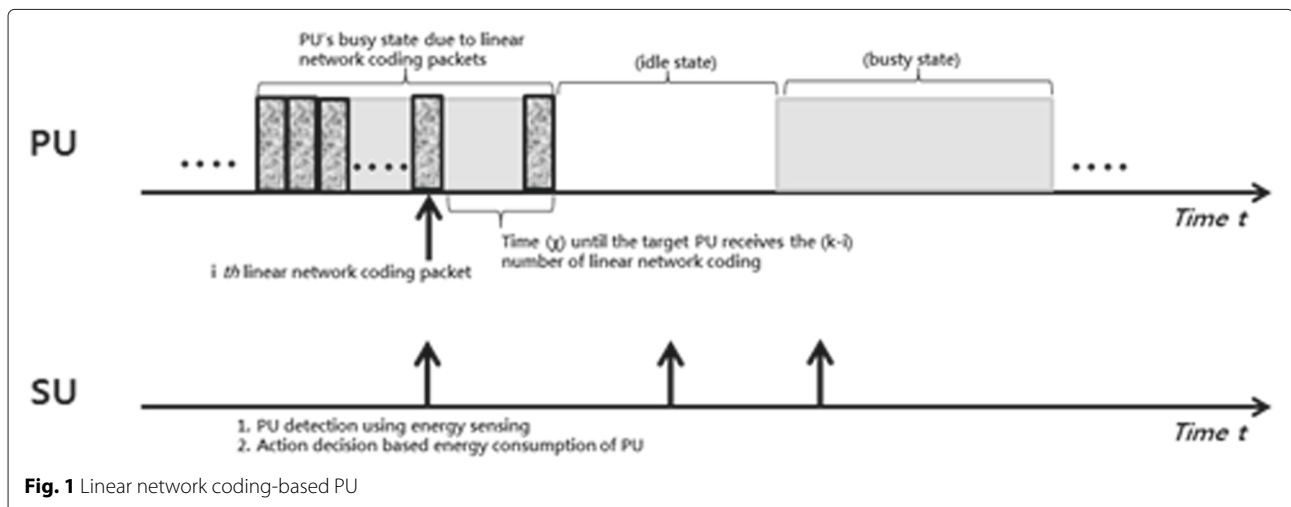 PU's busy state due to linear
network coding packets
(idle state)
(busty state)
PU
Time t
Time (χ) until the target PU receives the (k-i)
number of linear network coding
i th linear network coding packet
SU
Time t
1. PU detection using energy sensing
2. Action decision based energy consumption of PU
Fig. 1 Linear network coding-based PU